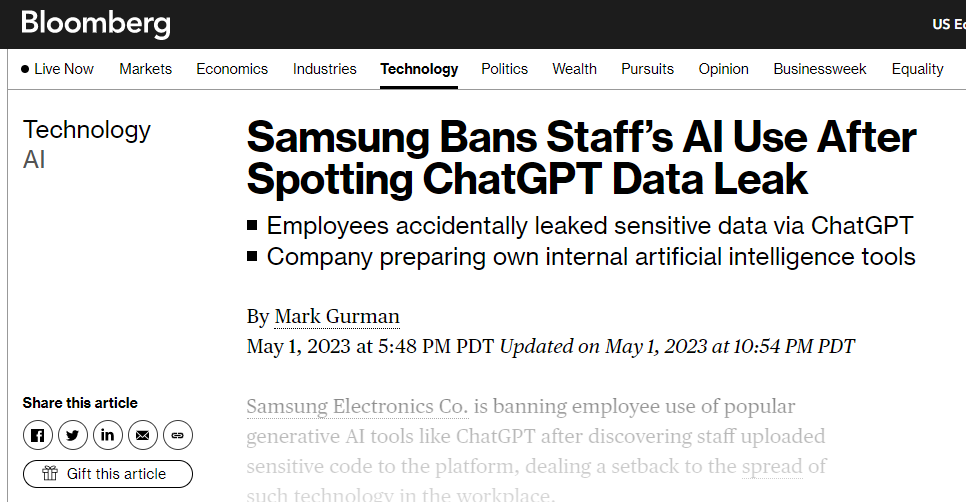 Bloomberg
US Ed
Live Now Markets Economics Industries Technology Politics Wealth Pursuits Opinion Businessweek Equality
Technology
AI
Samsung Bans Staff's AI Use After
Spotting ChatGPT Data Leak
Employees accidentally leaked sensitive data via ChatGPT
Company preparing own internal artificial intelligence tools
By Mark Gurman
May 1, 2023 at 5:48 PM PDT Updated on May 1, 2023 at 10:54 PM PDT
Share this article
Gift this article
Samsung Electronics Co. is banning employee use of popular
generative AI tools like ChatGPT after discovering staff uploaded
sensitive code to the platform, dealing a setback to the spread of
such technology in the workplace.